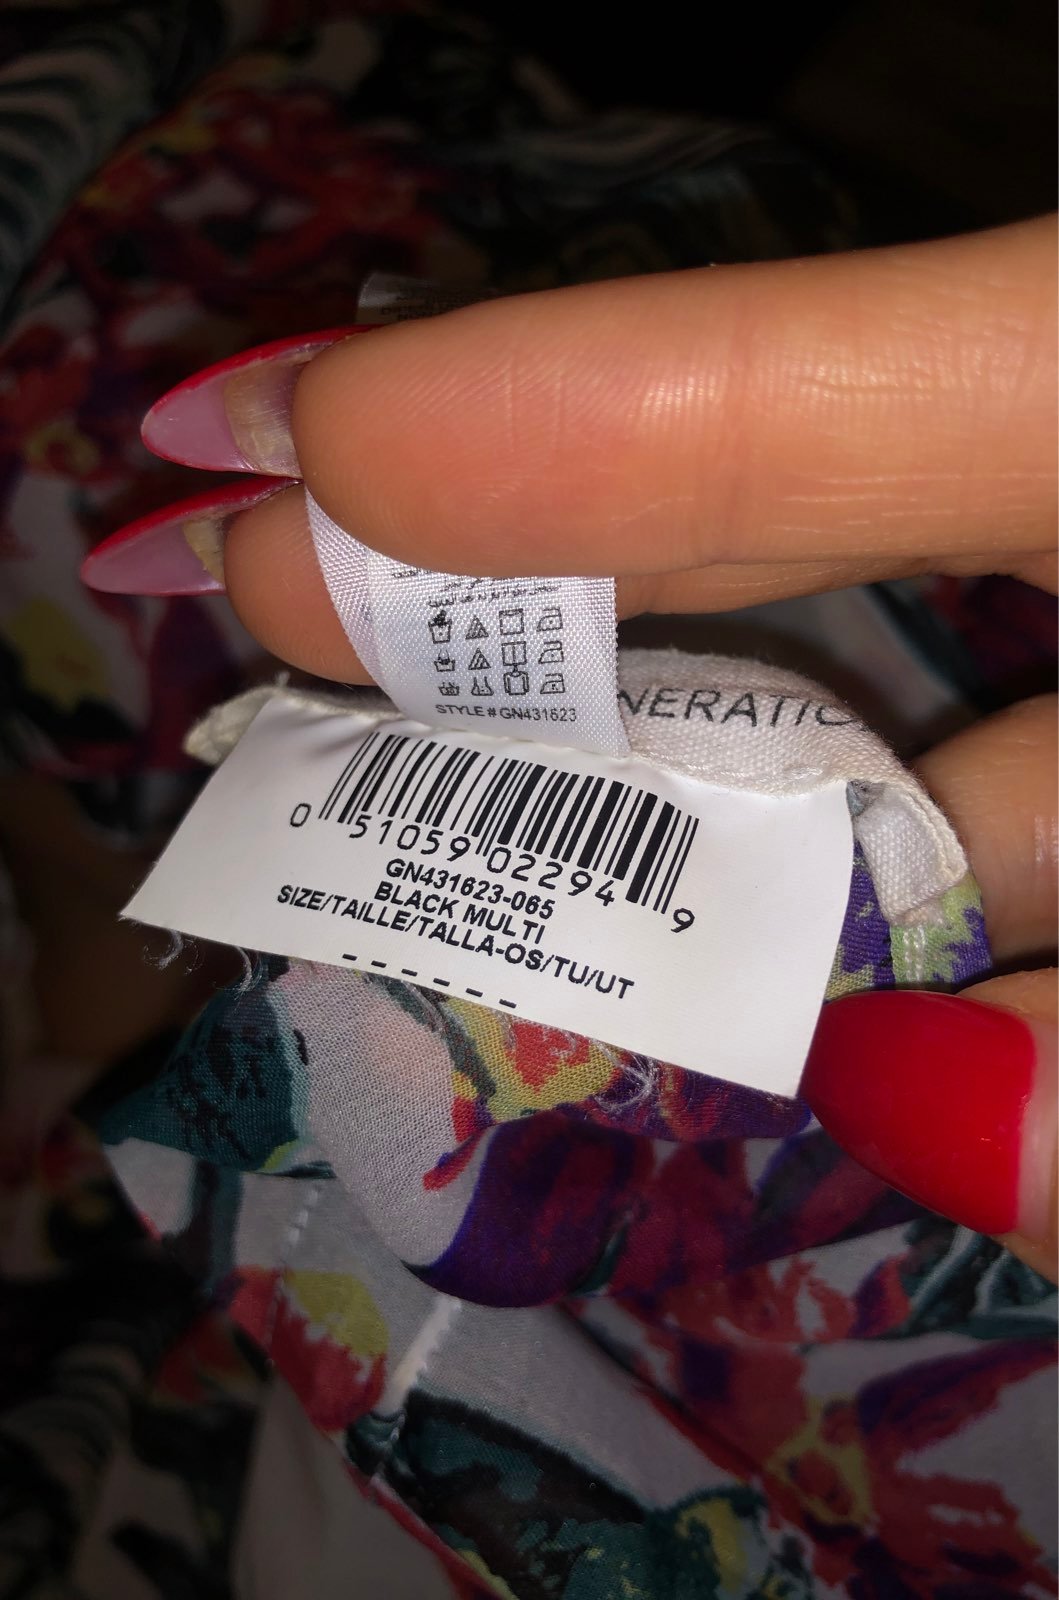 STYLE# GN431623
NERATIO
0 51059 02294 9
GN431623-065
BLACK MULTI
SIZE/TAILLE/TALLA-OS/TU/UT